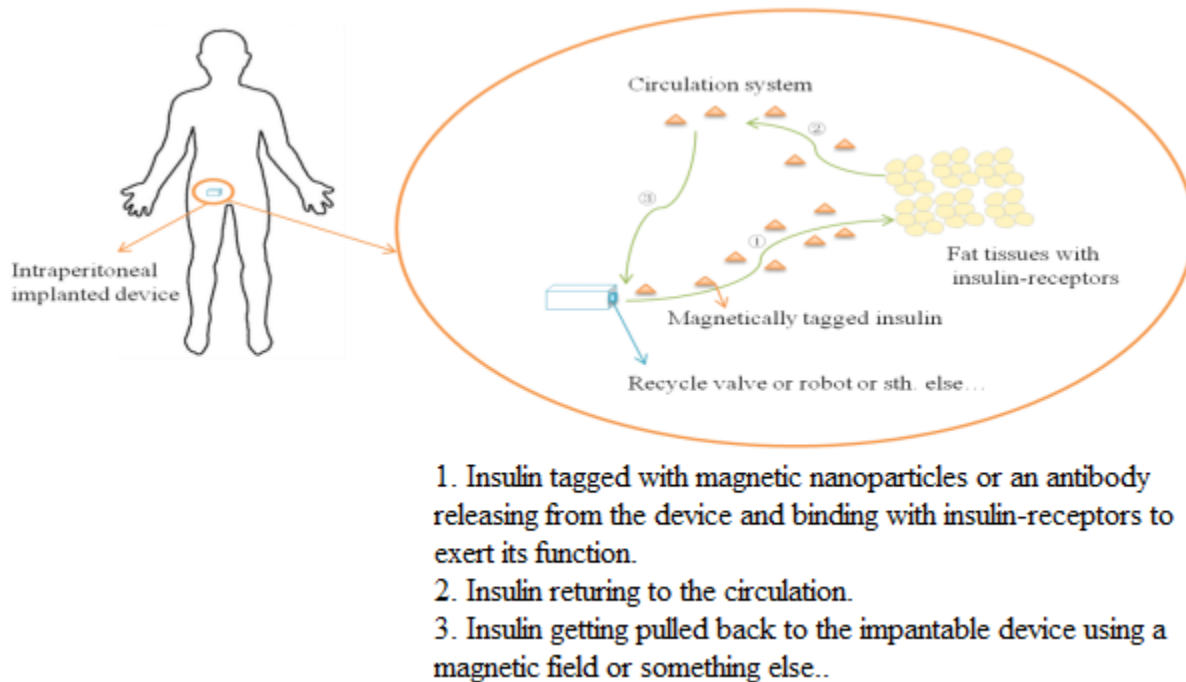 Circulation system
②
③
①
Intraperitoneal
implanted device
Fat tissues with
insulin-receptors
Magnetically tagged insulin
Recycle valve or robot or sth. else…
1. Insulin tagged with magnetic nanoparticles or an antibody
releasing from the device and binding with insulin-receptors to
exert its function.
2. Insulin returing to the circulation.
3. Insulin getting pulled back to the impantable device using a
magnetic field or something else..